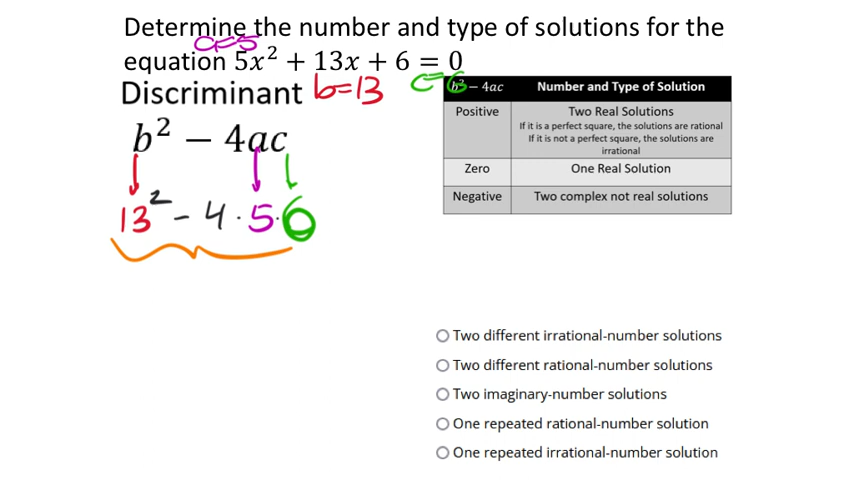 Determine the number and type of solutions for the
a=5
equation 5x² + 13x + 6 = 0
Discriminant b=13 c=6
b² − 4ac
13² - 4 · 5 · 6
b² − 4ac Number and Type of Solution
Positive Two Real Solutions
If it is a perfect square, the solutions are rational
If it is not a perfect square, the solutions are
irrational
Zero One Real Solution
Negative Two complex not real solutions
Two different irrational-number solutions
Two different rational-number solutions
Two imaginary-number solutions
One repeated rational-number solution
One repeated irrational-number solution